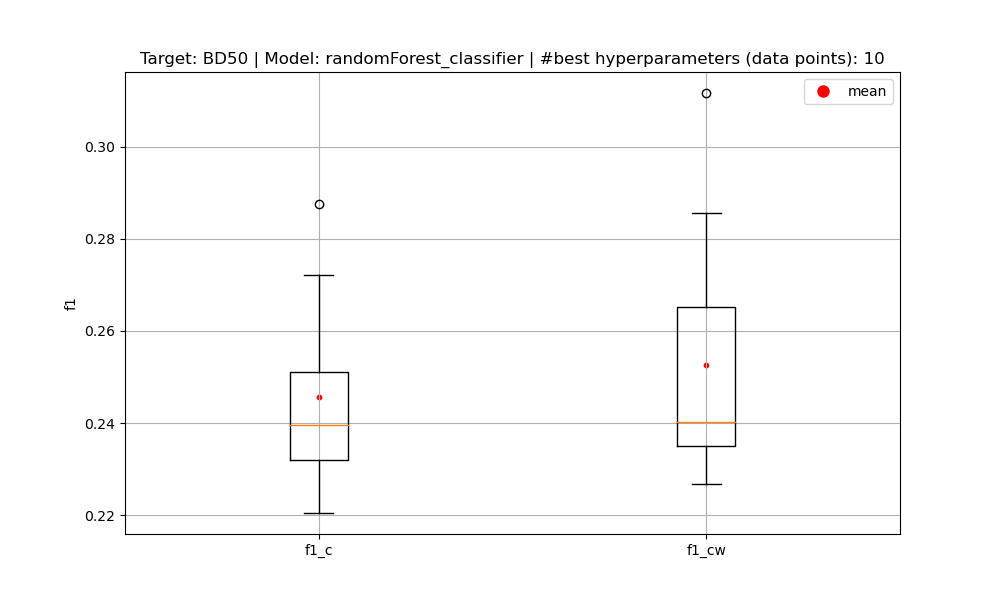 Target: BD50 | Model: randomForest_classifier | #best hyperparameters (data points): 10
mean
0.30
0.28
0.26
0.24
0.22
f1
f1_c
f1_cw